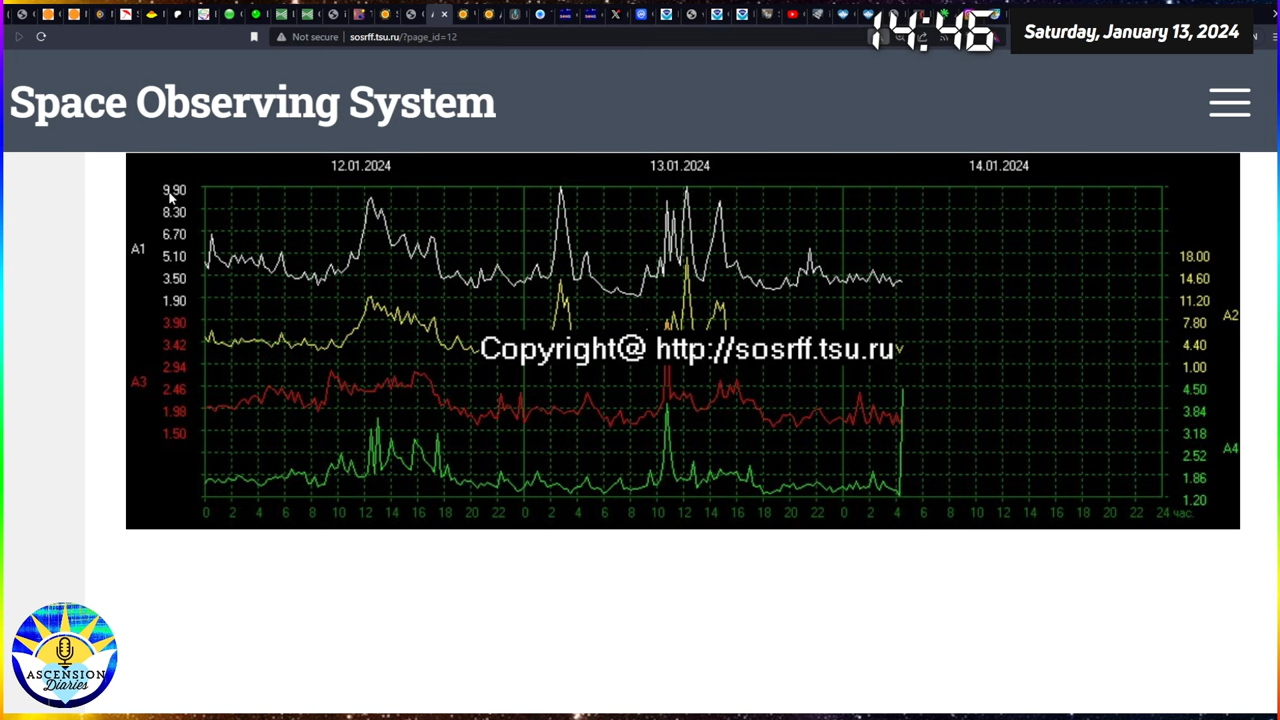 Not secure
sosrff.tsu.ru/?page_id=12
14:46
Saturday, January 13, 2024
Space Observing System
12.01.2024 13.01.2024 14.01.2024
9.90
8.30
6.70
A1 5.10 18.00
3.50 14.60
1.90 11.20
3.90 7.80 A2
3.42 Copyright@ http://sosrff.tsu.ru 4.40
2.94 1.00
A3 2.46 4.50
1.98 3.84
1.50 3.18
2.52 A4
1.86
1.20
0 2 4 6 8 10 12 14 16 18 20 22 0 2 4 6 8 10 12 14 16 18 20 22 0 2 4 6 8 10 12 14 16 18 20 22 24 час.
ASCENSION
Diaries